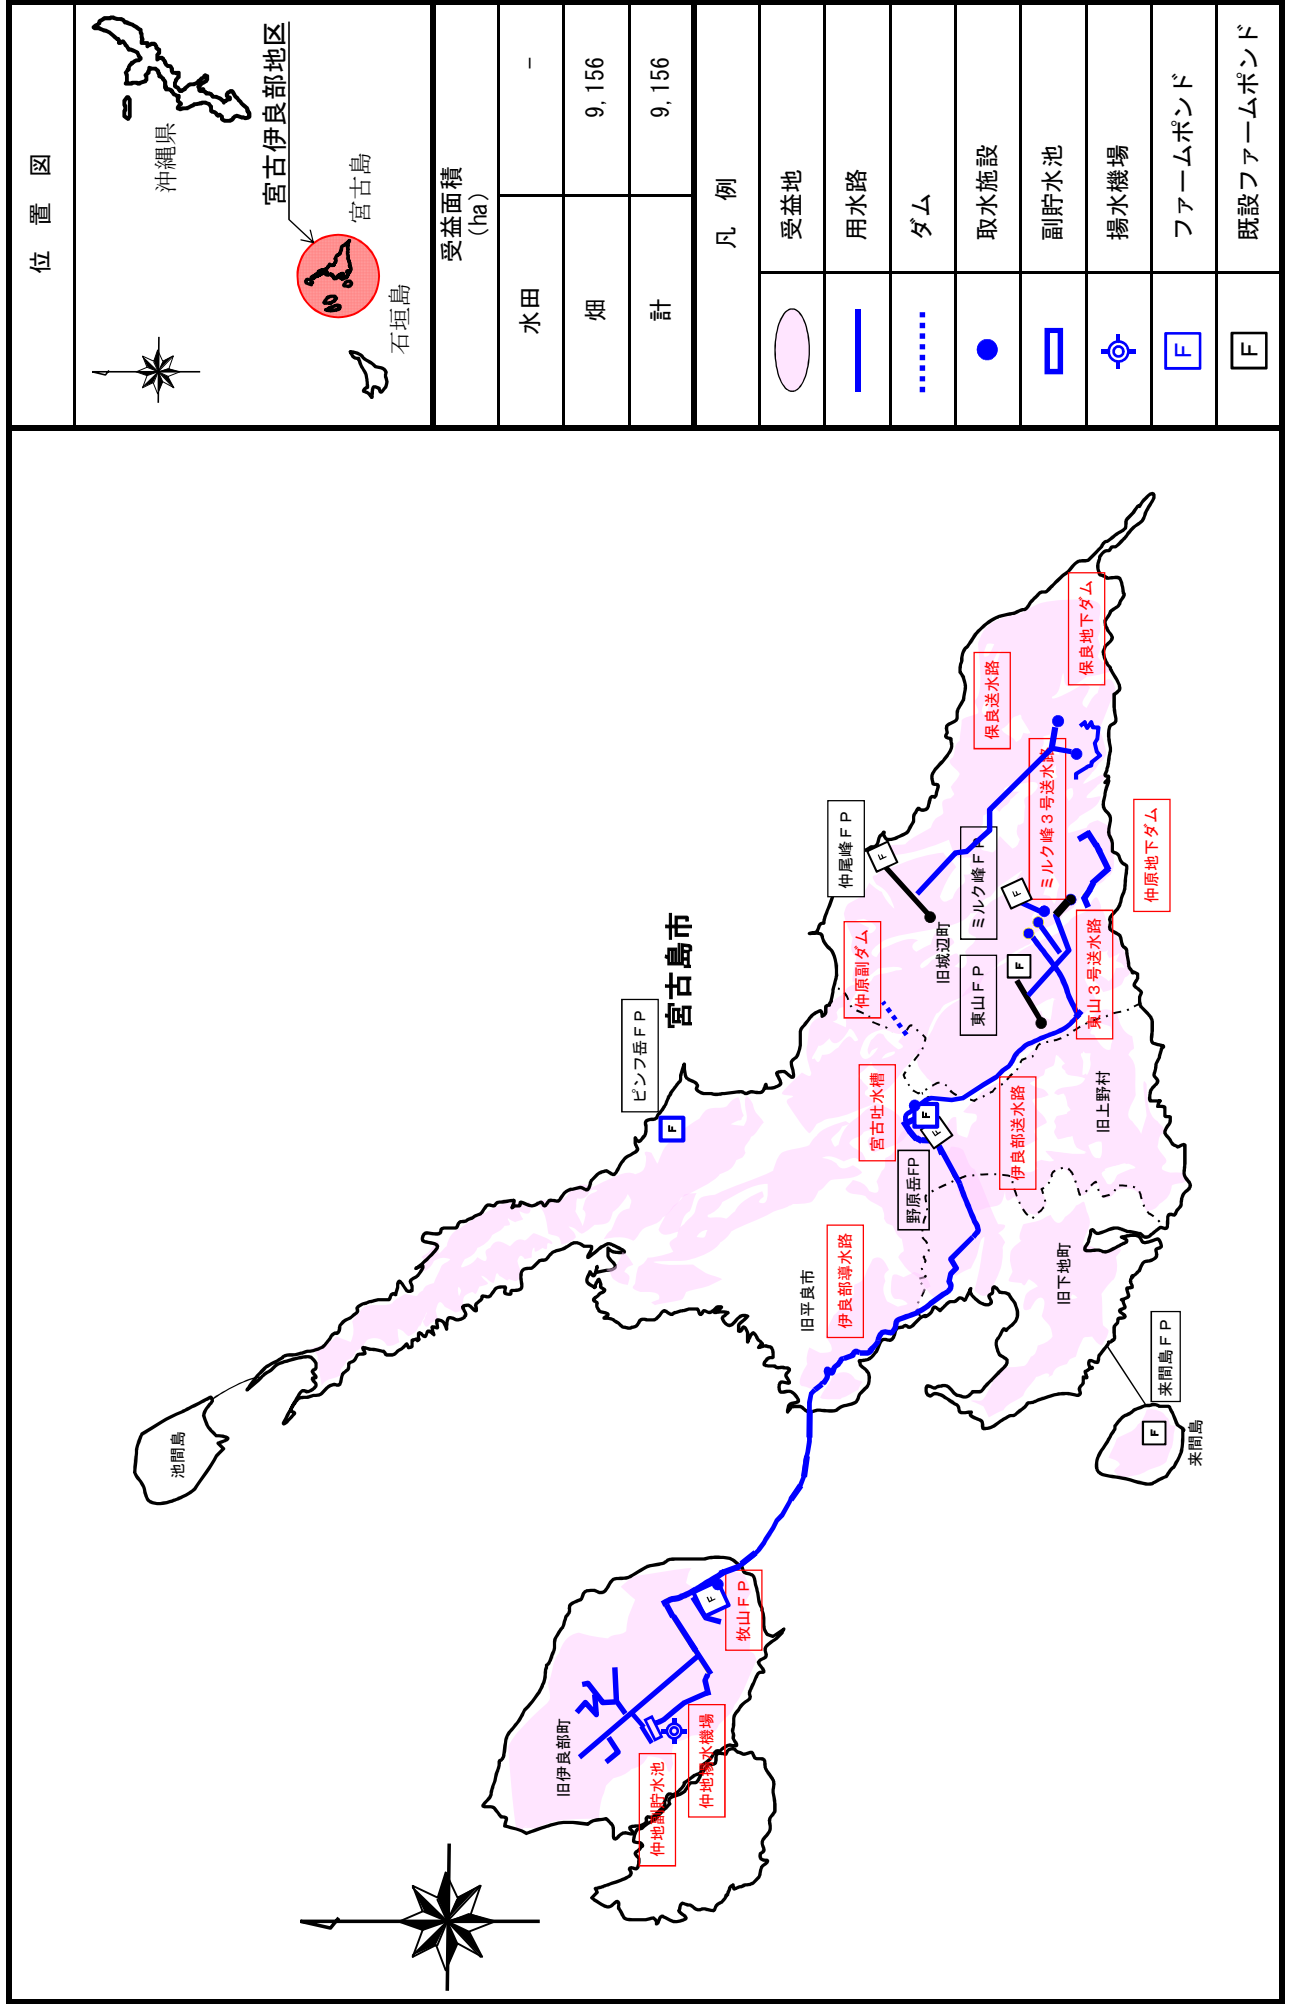 位置図
沖縄県
宮古伊良部地区
宮古島
石垣島
受益面積
(ha)
水田 -
畑 9,156
計 9,156
凡例
受益地
用水路
ダム
取水施設
副貯水池
揚水機場
F ファームポンド
F 既設ファームポンド
宮古島市
池間島
ピンフ岳ＦＰ
F
仲尾峰ＦＰ
F
仲原副ダム
旧城辺町
保良送水路
保良地下ダム
ミルク峰３号送水路
ミルク峰ＦＰ
F
仲原地下ダム
東山ＦＰ
F
東山３号送水路
宮古吐水槽
F
F
野原岳FP
伊良部送水路
旧上野村
旧平良市
伊良部導水路
旧下地町
来間島ＦＰ
F
来間島
牧山ＦＰ
F
旧伊良部町
仲地副貯水池
仲地揚水機場